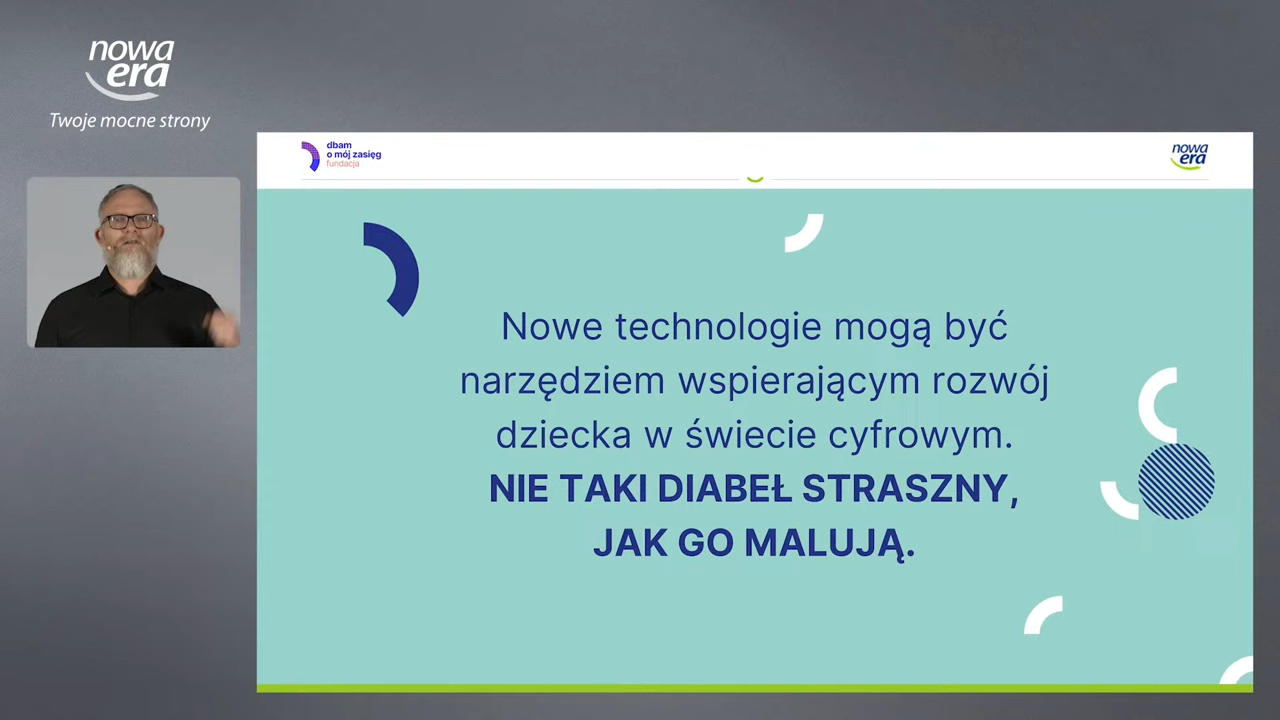 nowa
era
Twoje mocne strony
dbam
o mój zasięg
fundacja
nowa
era
Nowe technologie mogą być
narzędziem wspierającym rozwój
dziecka w świecie cyfrowym.
NIE TAKI DIABEŁ STRASZNY,
JAK GO MALUJĄ.